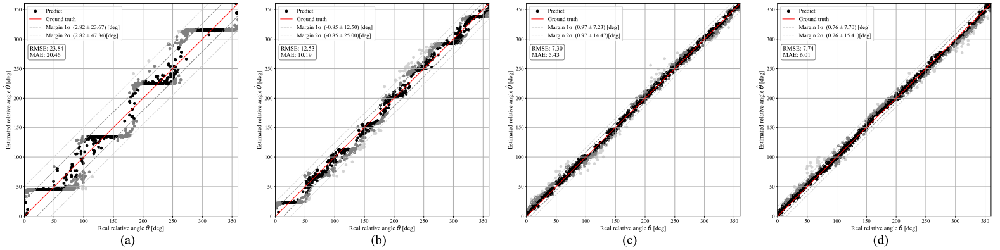 Predict
Ground truth
Margin 1σ (2.82 ± 23.67) [deg]
Margin 2σ (2.82 ± 47.34)[deg]
RMSE: 23.84
MAE: 20.46
350
300
250
200
150
100
50
0
Estimated relative angle θ̂ [deg]
0 50 100 150 200 250 300 350
Real relative angle θ [deg]
(a)
Predict
Ground truth
Margin 1σ (-0.85 ± 12.50) [deg]
Margin 2σ (-0.85 ± 25.00)[deg]
RMSE: 12.53
MAE: 10.19
350
300
250
200
150
100
50
0
Estimated relative angle θ̂ [deg]
0 50 100 150 200 250 300 350
Real relative angle θ [deg]
(b)
Predict
Ground truth
Margin 1σ (0.97 ± 7.23) [deg]
Margin 2σ (0.97 ± 14.47)[deg]
RMSE: 7.30
MAE: 5.43
350
300
250
200
150
100
50
0
Estimated relative angle θ̂ [deg]
0 50 100 150 200 250 300 350
Real relative angle θ [deg]
(c)
Predict
Ground truth
Margin 1σ (0.76 ± 7.70) [deg]
Margin 2σ (0.76 ± 15.41)[deg]
RMSE: 7.74
MAE: 6.01
350
300
250
200
150
100
50
0
Estimated relative angle θ̂ [deg]
0 50 100 150 200 250 300 350
Real relative angle θ [deg]
(d)